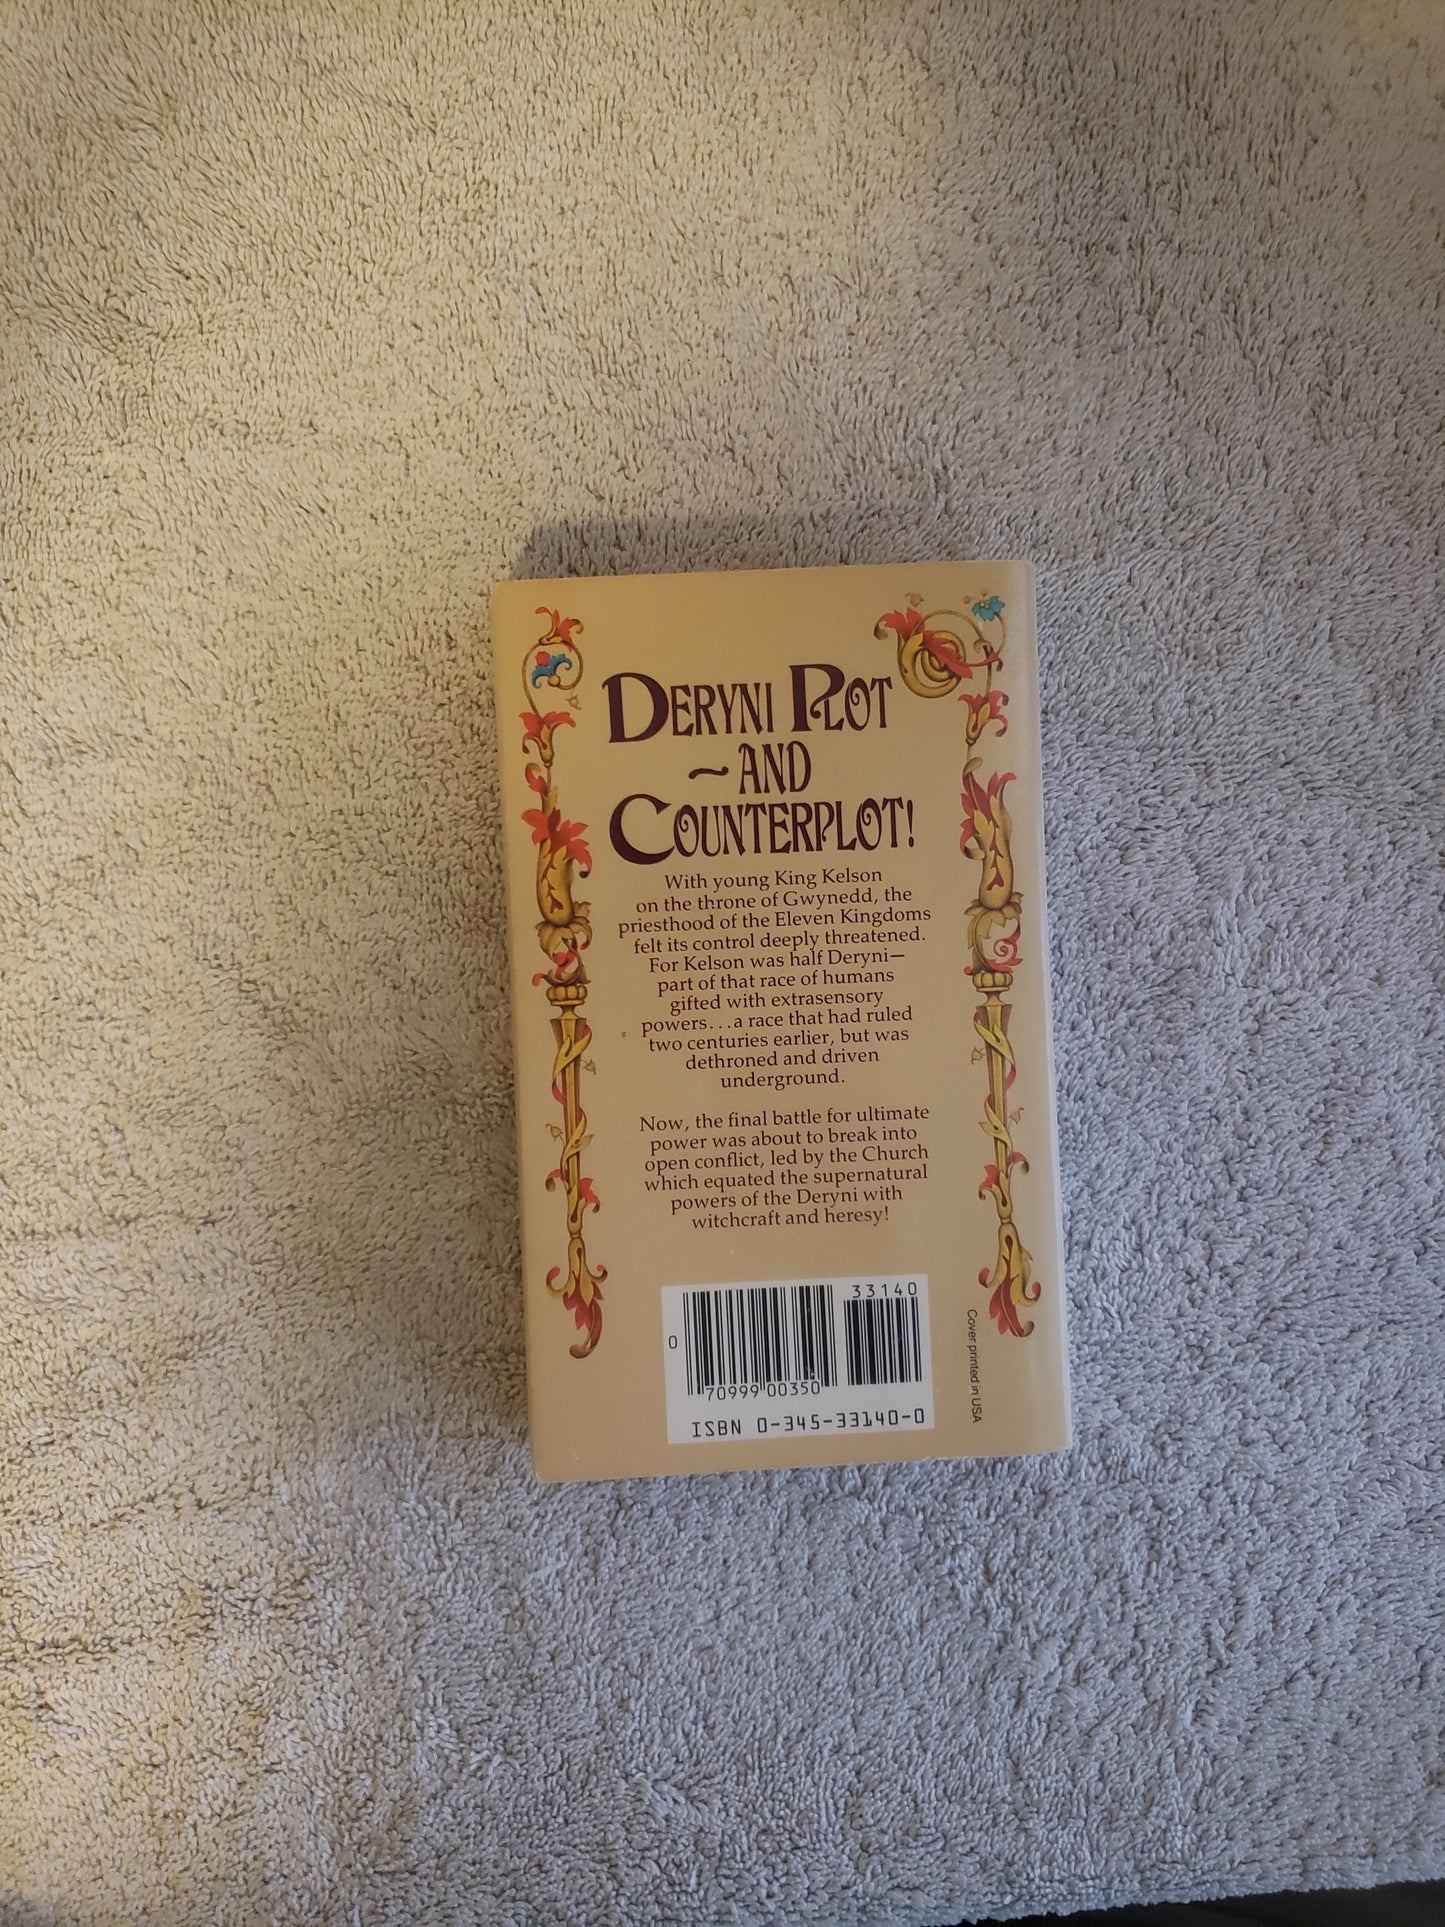 DERYNI PLOT
~AND
COUNTERPLOT!
With young King Kelson
on the throne of Gwynedd, the
priesthood of the Eleven Kingdoms
felt its control deeply threatened.
For Kelson was half Deryni—
part of that race of humans
gifted with extrasensory
powers...a race that had ruled
two centuries earlier, but was
dethroned and driven
underground.
Now, the final battle for ultimate
power was about to break into
open conflict, led by the Church
which equated the supernatural
powers of the Deryni with
witchcraft and heresy!
33140
0
70999 00350
ISBN 0-345-33140-0
Cover printed in USA